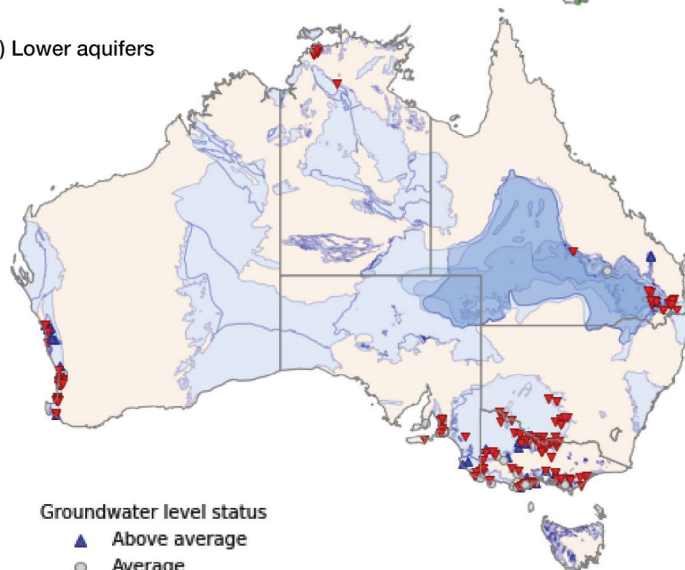 ) Lower aquifers
Groundwater level status
Above average
Average